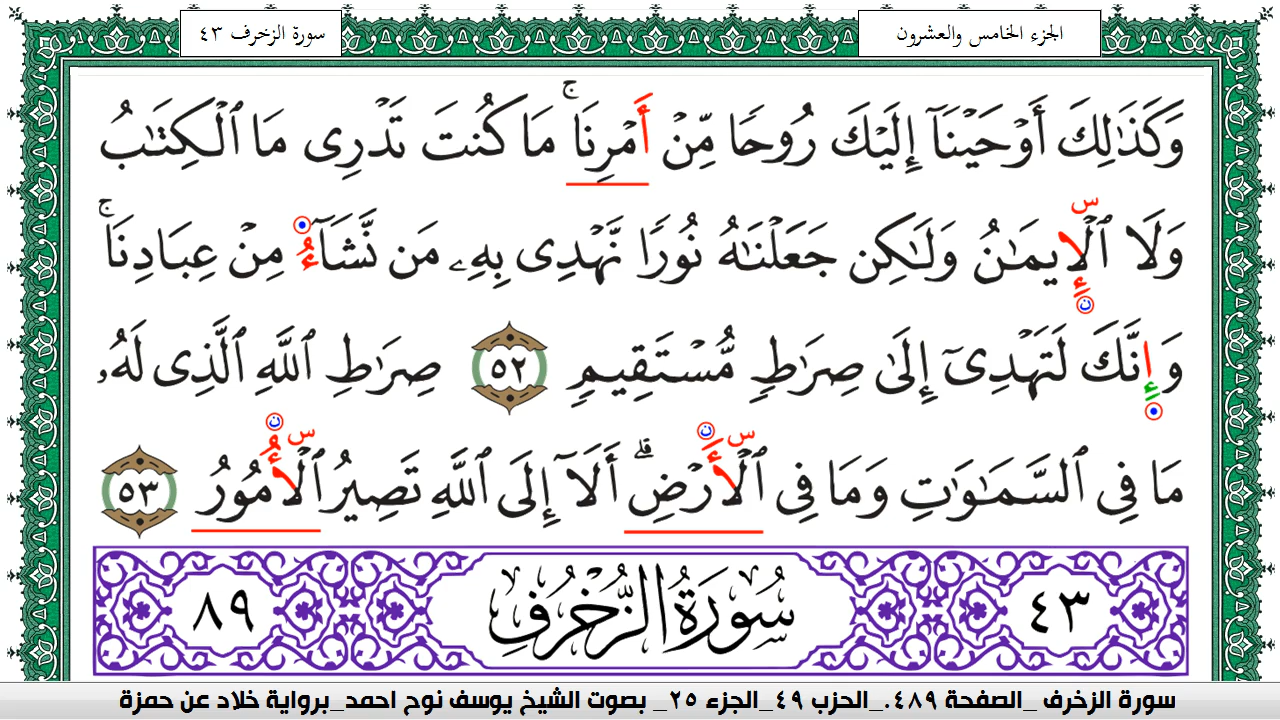 الجزء الخامس والعشرون
سورة الزخرف ٤٣
وَكَذَٰلِكَ أَوْحَيْنَآ إِلَيْكَ رُوحًا مِّنْ أَمْرِنَا ۚ مَا كُنتَ تَدْرِى مَا ٱلْكِتَٰبُ
وَلَا ٱلْإِيمَٰنُ وَلَٰكِن جَعَلْنَٰهُ نُورًا نَّهْدِى بِهِۦ مَن نَّشَآءُ مِنْ عِبَادِنَا ۚ
وَإِنَّكَ لَتَهْدِىٓ إِلَىٰ صِرَٰطٍ مُّسْتَقِيمٍ ٥٢ صِرَٰطِ ٱللَّهِ ٱلَّذِى لَهُۥ
مَا فِى ٱلسَّمَٰوَٰتِ وَمَا فِى ٱلْأَرْضِ ۗ أَلَآ إِلَى ٱللَّهِ تَصِيرُ ٱلْأُمُورُ ٥٣
٤٣ سُورَةُ الزُّخْرُفِ ٨٩
سورة الزخرف _الصفحة ٤٨٩._الحزب ٤٩_الجزء ٢٥_ بصوت الشيخ يوسف نوح احمد_برواية خلاد عن حمزة